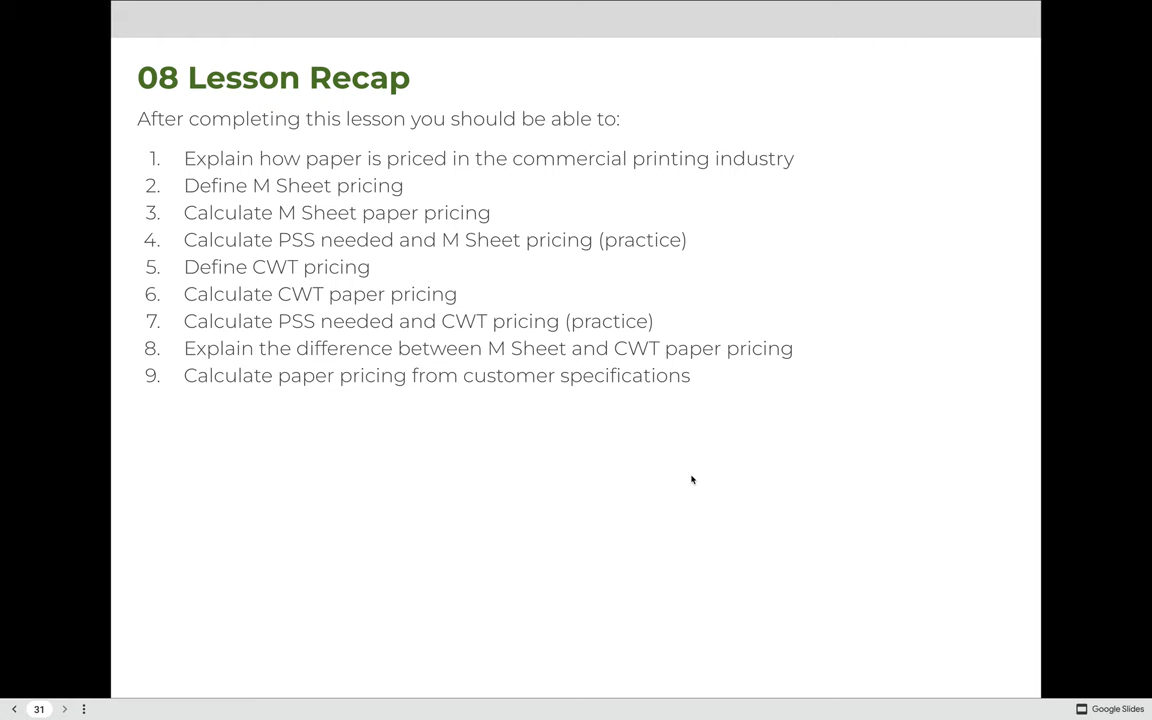 08 Lesson Recap
After completing this lesson you should be able to:
1. Explain how paper is priced in the commercial printing industry
2. Define M Sheet pricing
3. Calculate M Sheet paper pricing
4. Calculate PSS needed and M Sheet pricing (practice)
5. Define CWT pricing
6. Calculate CWT paper pricing
7. Calculate PSS needed and CWT pricing (practice)
8. Explain the difference between M Sheet and CWT paper pricing
9. Calculate paper pricing from customer specifications
31
Google Slides